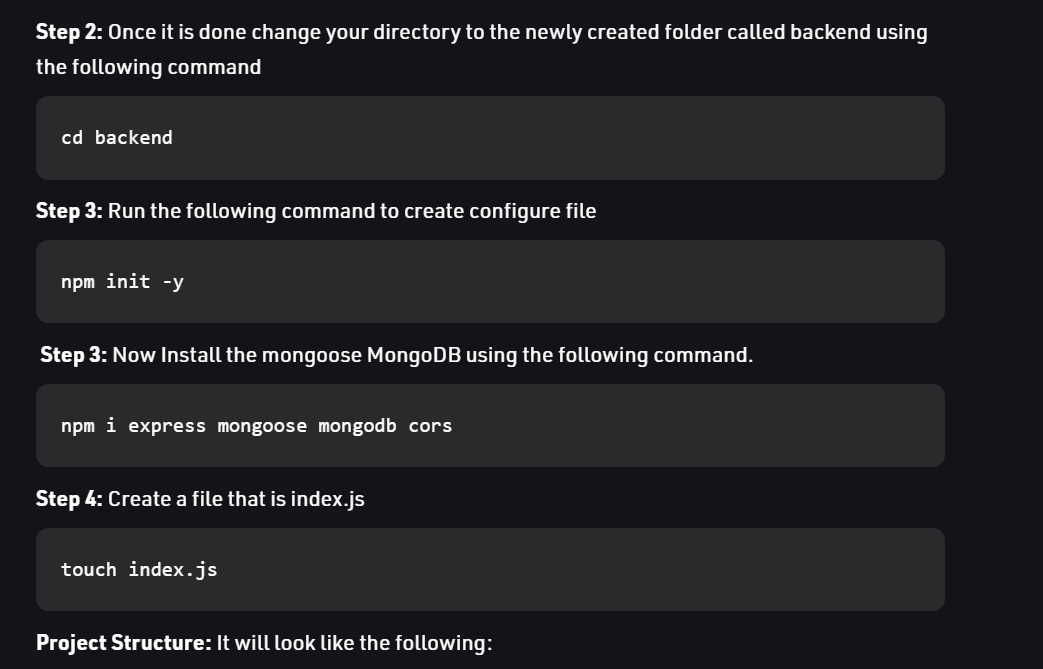 Step 2: Once it is done change your directory to the newly created folder called backend using
the following command
cd backend
Step 3: Run the following command to create configure file
npm init -y
Step 3: Now Install the mongoose MongoDB using the following command.
npm i express mongoose mongodb cors
Step 4: Create a file that is index.js
touch index.js
Project Structure: It will look like the following: